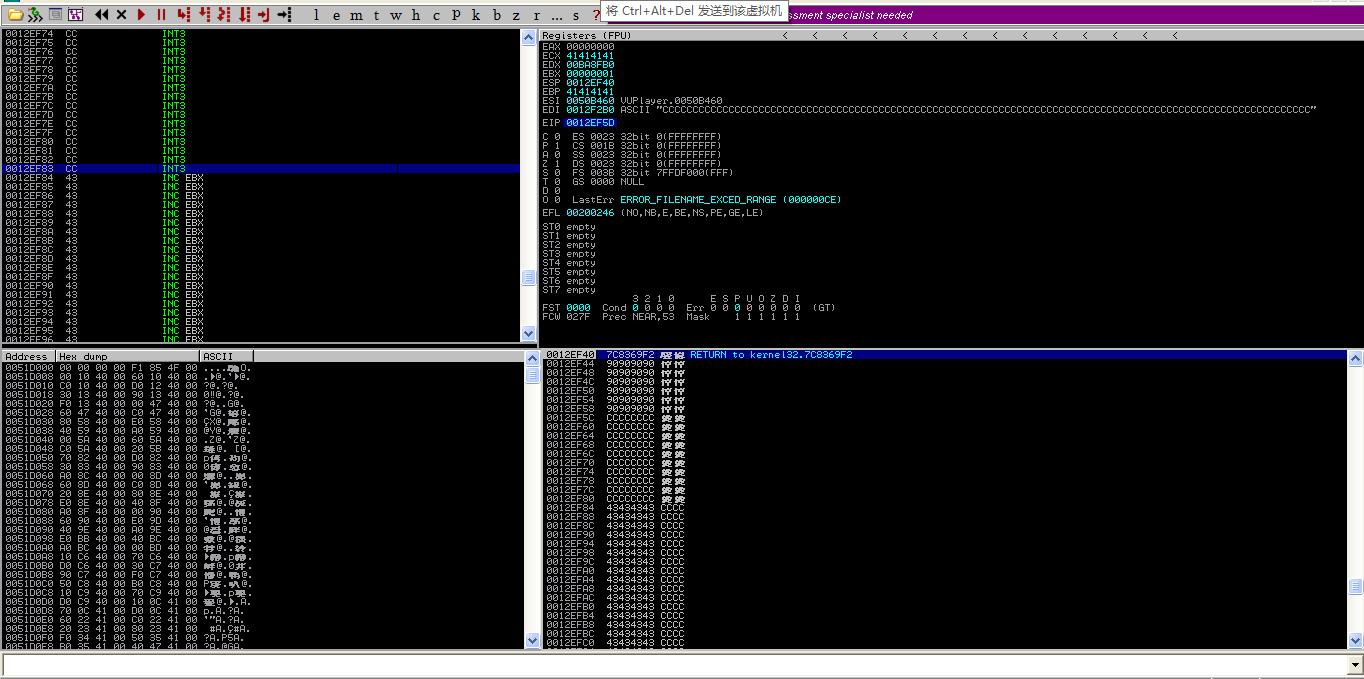 l e m t w h c P k b z r ... s ?
将 Ctrl+Alt+Del 发送到该虚拟机
ssment specialist needed
0012EF74 CC INT3
0012EF75 CC INT3
0012EF76 CC INT3
0012EF77 CC INT3
0012EF78 CC INT3
0012EF79 CC INT3
0012EF7A CC INT3
0012EF7B CC INT3
0012EF7C CC INT3
0012EF7D CC INT3
0012EF7E CC INT3
0012EF7F CC INT3
0012EF80 CC INT3
0012EF81 CC INT3
0012EF82 CC INT3
0012EF83 CC INT3
0012EF84 43 INC EBX
0012EF85 43 INC EBX
0012EF86 43 INC EBX
0012EF87 43 INC EBX
0012EF88 43 INC EBX
0012EF89 43 INC EBX
0012EF8A 43 INC EBX
0012EF8B 43 INC EBX
0012EF8C 43 INC EBX
0012EF8D 43 INC EBX
0012EF8E 43 INC EBX
0012EF8F 43 INC EBX
0012EF90 43 INC EBX
0012EF91 43 INC EBX
0012EF92 43 INC EBX
0012EF93 43 INC EBX
0012EF94 43 INC EBX
0012EF95 43 INC EBX
0012EF96 43 INC EBX
Registers (FPU) < < < < < < < < < < < < < <
EAX 00000000
ECX 41414141
EDX 00BA8FB0
EBX 00000001
ESP 0012EF40
EBP 41414141
ESI 0050B460 VUPlayer.0050B460
EDI 0012F2B0 ASCII
EIP 0012EF5D
C 0 ES 0023 32bit 0(FFFFFFFF)
P 1 CS 001B 32bit 0(FFFFFFFF)
A 0 SS 0023 32bit 0(FFFFFFFF)
Z 1 DS 0023 32bit 0(FFFFFFFF)
S 0 FS 003B 32bit 7FFDF000(FFF)
T 0 GS 0000 NULL
D 0
O 0 LastErr ERROR_FILENAME_EXCED_RANGE (000000CE)
EFL 00200246 (NO,NB,E,BE,NS,PE,GE,LE)
ST0 empty
ST1 empty
ST2 empty
ST3 empty
ST4 empty
ST5 empty
ST6 empty
ST7 empty
3 2 1 0 E S P U O Z D I
FST 0000 Cond 0 0 0 0 Err 0 0 0 0 0 0 0 0 (GT)
FCW 027F Prec NEAR,53 Mask 1 1 1 1 1 1
Address Hex dump ASCII
0051D000 00 00 00 00 F1 85 4F 00
0051D008 00 10 40 00 60 10 40 00
0051D010 C0 10 40 00 D0 12 40 00
0051D018 30 13 40 00 90 13 40 00
0051D020 F0 13 40 00 00 47 40 00
0051D028 60 47 40 00 C0 47 40 00
0051D030 80 58 40 00 E0 58 40 00
0051D038 40 59 40 00 A0 59 40 00
0051D040 00 5A 40 00 60 5A 40 00
0051D048 C0 5A 40 00 20 5B 40 00
0051D050 70 82 40 00 D0 82 40 00
0051D058 30 83 40 00 90 83 40 00
0051D060 A0 8C 40 00 00 8D 40 00
0051D068 60 8D 40 00 C0 8D 40 00
0051D070 20 8E 40 00 80 8E 40 00
0051D078 E0 8E 40 00 40 8F 40 00
0051D080 A0 8F 40 00 00 90 40 00
0051D088 60 90 40 00 E0 9D 40 00
0051D090 40 9E 40 00 A0 9E 40 00
0051D098 E0 BB 40 00 40 BC 40 00
0051D0A0 A0 BC 40 00 00 BD 40 00
0051D0A8 10 C6 40 00 70 C6 40 00
0051D0B0 D0 C6 40 00 30 C7 40 00
0051D0B8 90 C7 40 00 F0 C7 40 00
0051D0C0 50 C8 40 00 B0 C8 40 00
0051D0C8 10 C9 40 00 70 C9 40 00
0051D0D0 D0 C9 40 00 10 0C 41 00
0051D0D8 70 0C 41 00 D0 0C 41 00
0051D0E0 60 22 41 00 C0 22 41 00
0051D0E8 20 23 41 00 80 23 41 00
0051D0F0 F0 34 41 00 50 35 41 00
0051D0F8 B0 35 41 00 40 47 41 00
0012EF40 7C8369F2 RETURN to kernel32.7C8369F2
0012EF44 90909090
0012EF48 90909090
0012EF4C 90909090
0012EF50 90909090
0012EF54 90909090
0012EF58 90909090
0012EF5C CCCCCCCC
0012EF60 CCCCCCCC
0012EF64 CCCCCCCC
0012EF68 CCCCCCCC
0012EF6C CCCCCCCC
0012EF70 CCCCCCCC
0012EF74 CCCCCCCC
0012EF78 CCCCCCCC
0012EF7C CCCCCCCC
0012EF80 CCCCCCCC
0012EF84 43434343 CCCC
0012EF88 43434343 CCCC
0012EF8C 43434343 CCCC
0012EF90 43434343 CCCC
0012EF94 43434343 CCCC
0012EF98 43434343 CCCC
0012EF9C 43434343 CCCC
0012EFA0 43434343 CCCC
0012EFA4 43434343 CCCC
0012EFA8 43434343 CCCC
0012EFAC 43434343 CCCC
0012EFB0 43434343 CCCC
0012EFB4 43434343 CCCC
0012EFB8 43434343 CCCC
0012EFBC 43434343 CCCC
0012EFC0 43434343 CCCC